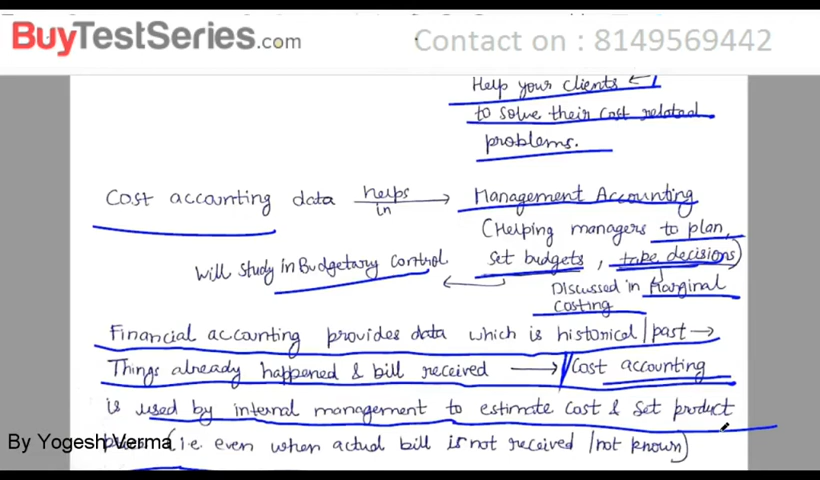 BuyTestSeries.com
Contact on : 8149569442
Help your clients ←
to solve their cost related
problems.
Cost accounting data helps in → Management Accounting
(Helping managers to plan,
set budgets, take decisions)
Will study in Budgetary Control ←
Discussed in Marginal
costing
Financial accounting provides data which is historical/past →
Things already happened & bill received → Cost accounting
is used by internal management to estimate cost & set product
(i.e even when actual bill is not received/not known)
By Yogesh Verma